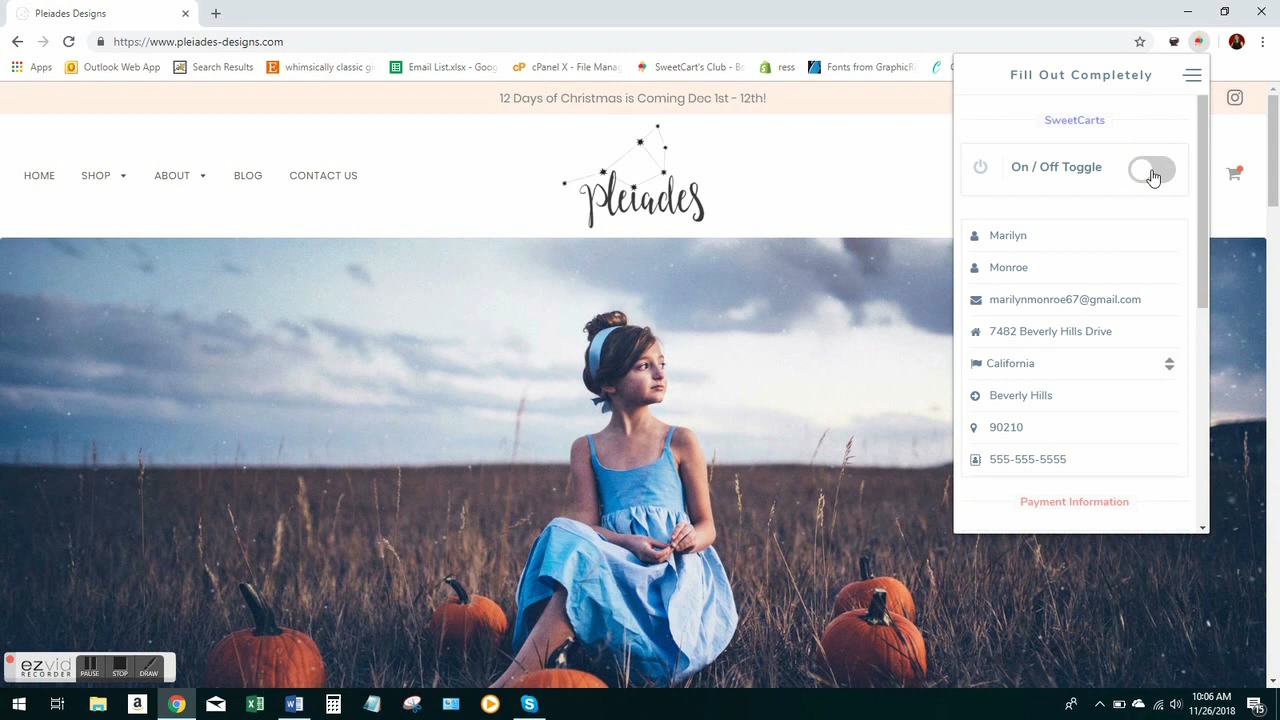 Pleiades Designs
https://www.pleiades-designs.com
Apps Outlook Web App Search Results whimsically classic gi Email List.xlsx - Goo cPanel X - File Mana SweetCart's Club - Bo ress Fonts from GraphicRi
12 Days of Christmas is Coming Dec 1st - 12th!
HOME SHOP ABOUT BLOG CONTACT US
pleiades
Fill Out Completely
SweetCarts
On / Off Toggle
Marilyn
Monroe
marilynmonroe67@gmail.com
7482 Beverly Hills Drive
California
Beverly Hills
90210
555-555-5555
Payment Information
ezvid
RECORDER
PAUSE STOP DRAW
10:06 AM
11/26/2018
15